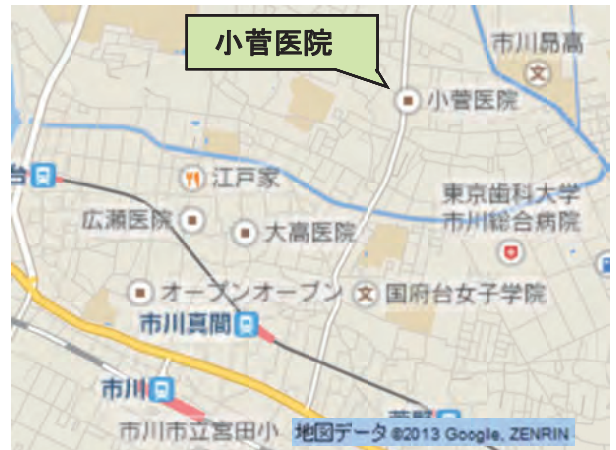 小菅医院
市川昴高
小菅医院
台
江戸家
東京歯科大学
市川総合病院
広瀬医院
大高医院
オープンオープン
国府台女子学院
市川真間
市川
市川市立宮田小
地図データ ©2013 Google, ZENRIN